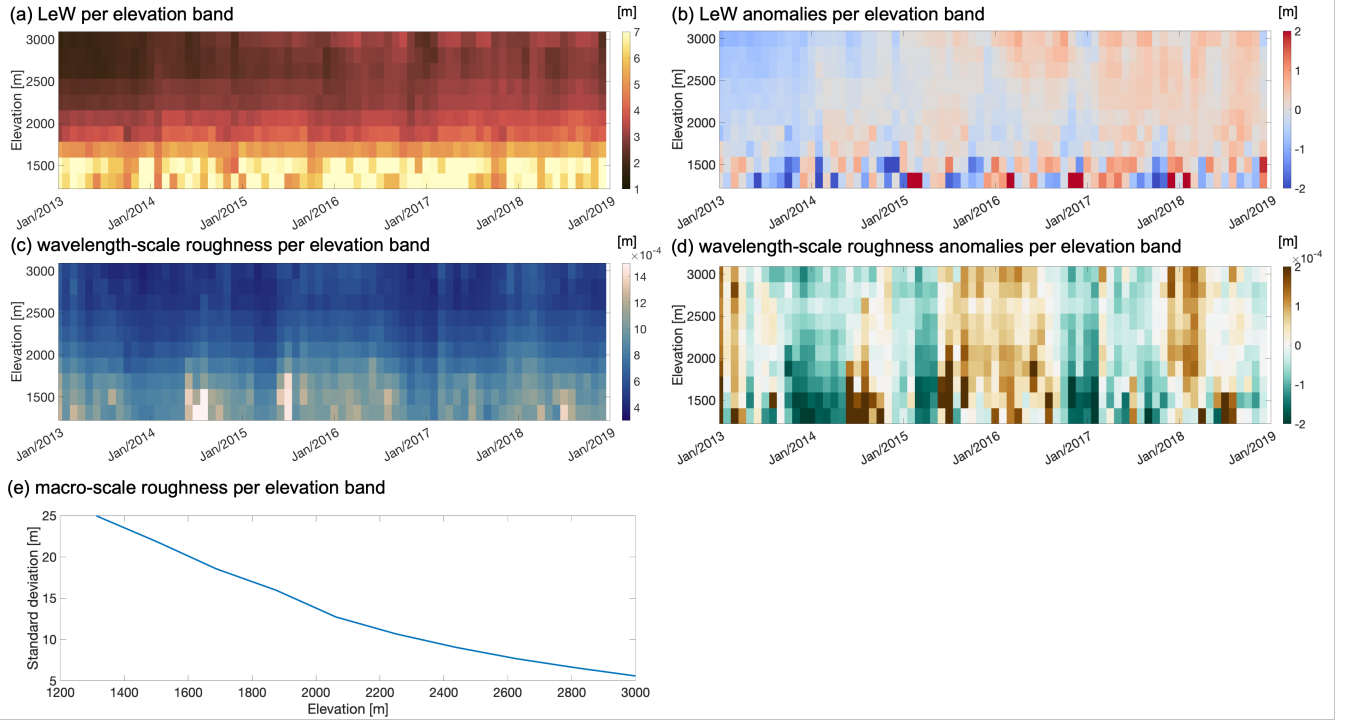 (a) LeW per elevation band
[m]
3000
2500
2000
1500
Elevation [m]
Jan/2013
Jan/2014
Jan/2015
Jan/2016
Jan/2017
Jan/2018
Jan/2019
7
6
5
4
3
2
1
(b) LeW anomalies per elevation band
[m]
3000
2500
2000
1500
Elevation [m]
Jan/2013
Jan/2014
Jan/2015
Jan/2016
Jan/2017
Jan/2018
Jan/2019
2
1
0
-1
-2
(c) wavelength-scale roughness per elevation band
[m]
×10⁻⁴
3000
2500
2000
1500
Elevation [m]
Jan/2013
Jan/2014
Jan/2015
Jan/2016
Jan/2017
Jan/2018
Jan/2019
14
12
10
8
6
4
(d) wavelength-scale roughness anomalies per elevation band
[m]
×10⁻⁴
3000
2500
2000
1500
Elevation [m]
Jan/2013
Jan/2014
Jan/2015
Jan/2016
Jan/2017
Jan/2018
Jan/2019
2
1
0
-1
-2
(e) macro-scale roughness per elevation band
25
20
15
10
5
Standard deviation [m]
1200
1400
1600
1800
2000
2200
2400
2600
2800
3000
Elevation [m]